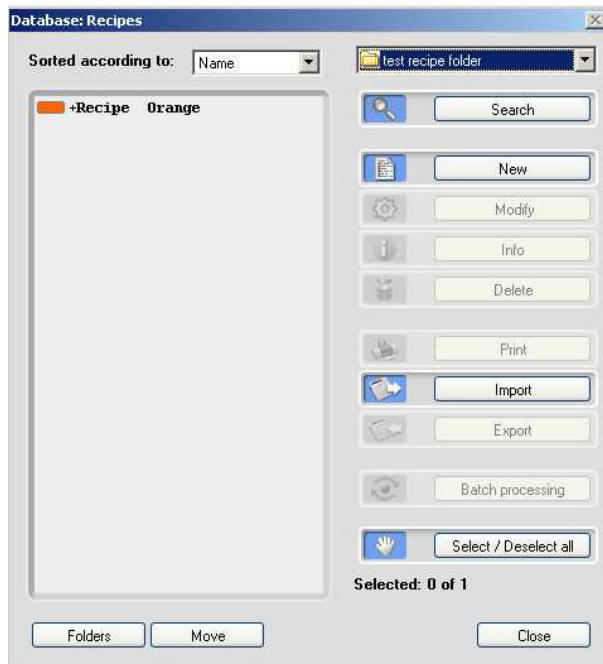 Database: Recipes
Sorted according to: Name
test recipe folder
+Recipe Orange
Search
New
Modify
Info
Delete
Print
Import
Export
Batch processing
Select / Deselect all
Selected: 0 of 1
Folders Move Close